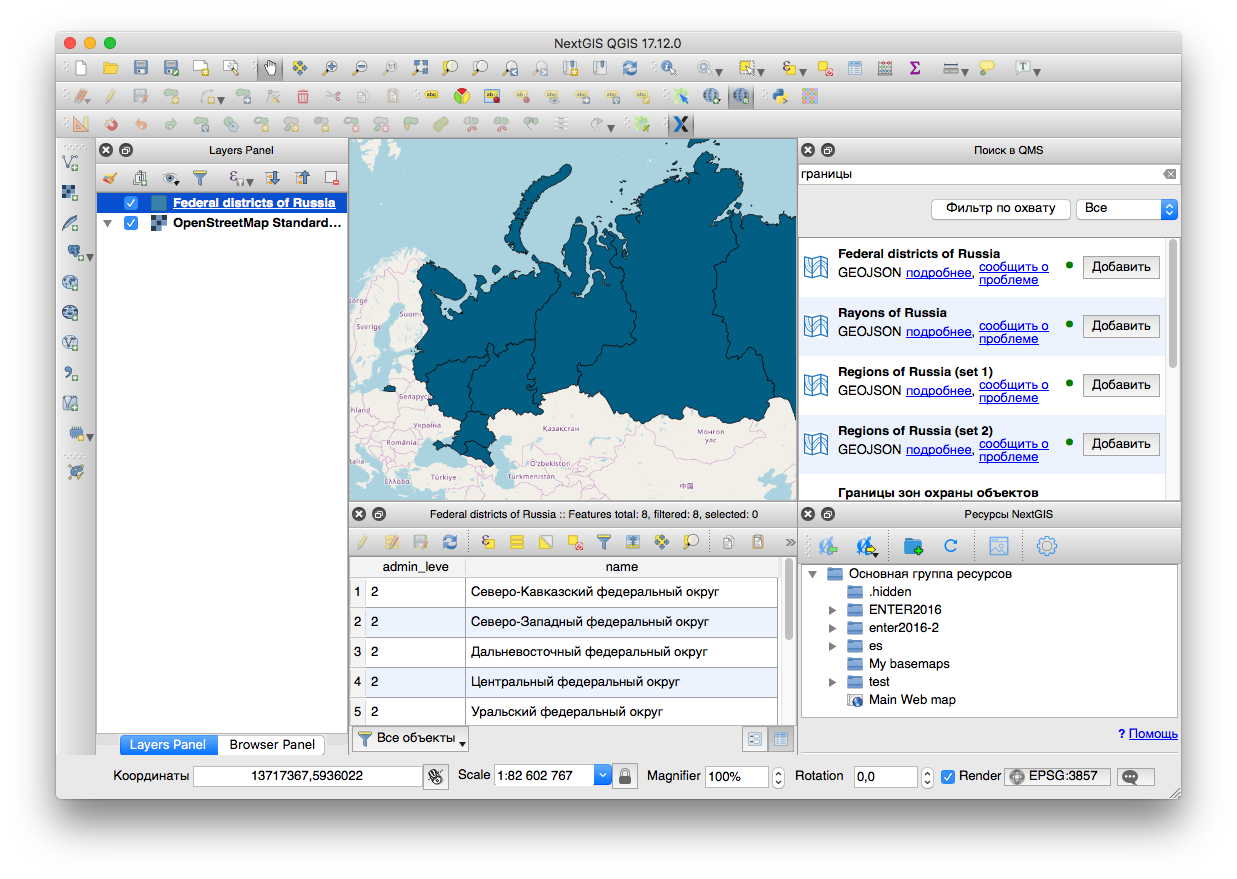 NextGIS QGIS 17.12.0
Layers Panel
Federal districts of Russia
OpenStreetMap Standard...
Layers Panel
Browser Panel
orge
Sverige
Suomi
Беларусь
hland
Україна
România
talia
Ελλάδα
Türkiye
Қазақстан
O'zbekiston
Türkmenistan
Монгол
улс
中国
Поиск в QMS
границы
Фильтр по охвату
Все
Federal districts of Russia
GEOJSON подробнее, сообщить о проблеме
Добавить
Rayons of Russia
GEOJSON подробнее, сообщить о проблеме
Добавить
Regions of Russia (set 1)
GEOJSON подробнее, сообщить о проблеме
Добавить
Regions of Russia (set 2)
GEOJSON подробнее, сообщить о проблеме
Добавить
Границы зон охраны объектов
Federal districts of Russia :: Features total: 8, filtered: 8, selected: 0
admin_leve name
1 2 Северо-Кавказский федеральный округ
2 2 Северо-Западный федеральный округ
3 2 Дальневосточный федеральный округ
4 2 Центральный федеральный округ
5 2 Уральский федеральный округ
Все объекты
Ресурсы NextGIS
Основная группа ресурсов
.hidden
ENTER2016
enter2016-2
es
My basemaps
test
Main Web map
? Помощь
Координаты 13717367,5936022 Scale 1:82 602 767 Magnifier 100% Rotation 0,0 Render EPSG:3857